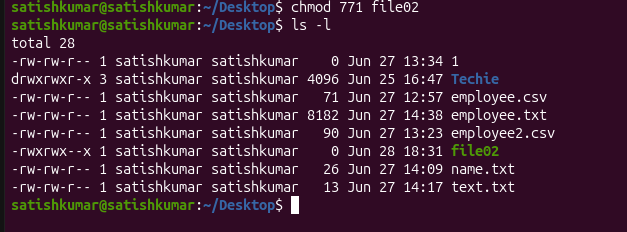 satishkumar@satishkumar:~/Desktop$ chmod 771 file02
satishkumar@satishkumar:~/Desktop$ ls -l
total 28
-rw-rw-r-- 1 satishkumar satishkumar    0 Jun 27 13:34 1
drwxrwxr-x 3 satishkumar satishkumar 4096 Jun 25 16:47 Techie
-rw-rw-r-- 1 satishkumar satishkumar   71 Jun 27 12:57 employee.csv
-rw-rw-r-- 1 satishkumar satishkumar 8182 Jun 27 14:38 employee.txt
-rw-rw-r-- 1 satishkumar satishkumar   90 Jun 27 13:23 employee2.csv
-rwxrwx--x 1 satishkumar satishkumar    0 Jun 28 18:31 file02
-rw-rw-r-- 1 satishkumar satishkumar   26 Jun 27 14:09 name.txt
-rw-rw-r-- 1 satishkumar satishkumar   13 Jun 27 14:17 text.txt
satishkumar@satishkumar:~/Desktop$